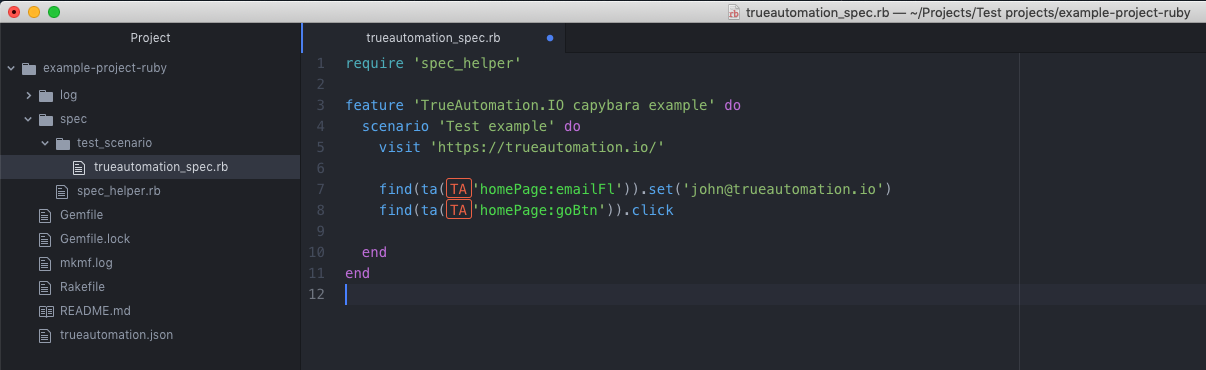 trueautomation_spec.rb — ~/Projects/Test projects/example-project-ruby
Project
example-project-ruby
log
spec
test_scenario
trueautomation_spec.rb
spec_helper.rb
Gemfile
Gemfile.lock
mkmf.log
Rakefile
README.md
trueautomation.json
trueautomation_spec.rb
1 require 'spec_helper'
2
3 feature 'TrueAutomation.IO capybara example' do
4   scenario 'Test example' do
5     visit 'https://trueautomation.io/'
6
7     find(ta(TA'homePage:emailFl')).set('john@trueautomation.io')
8     find(ta(TA'homePage:goBtn')).click
9
10   end
11 end
12